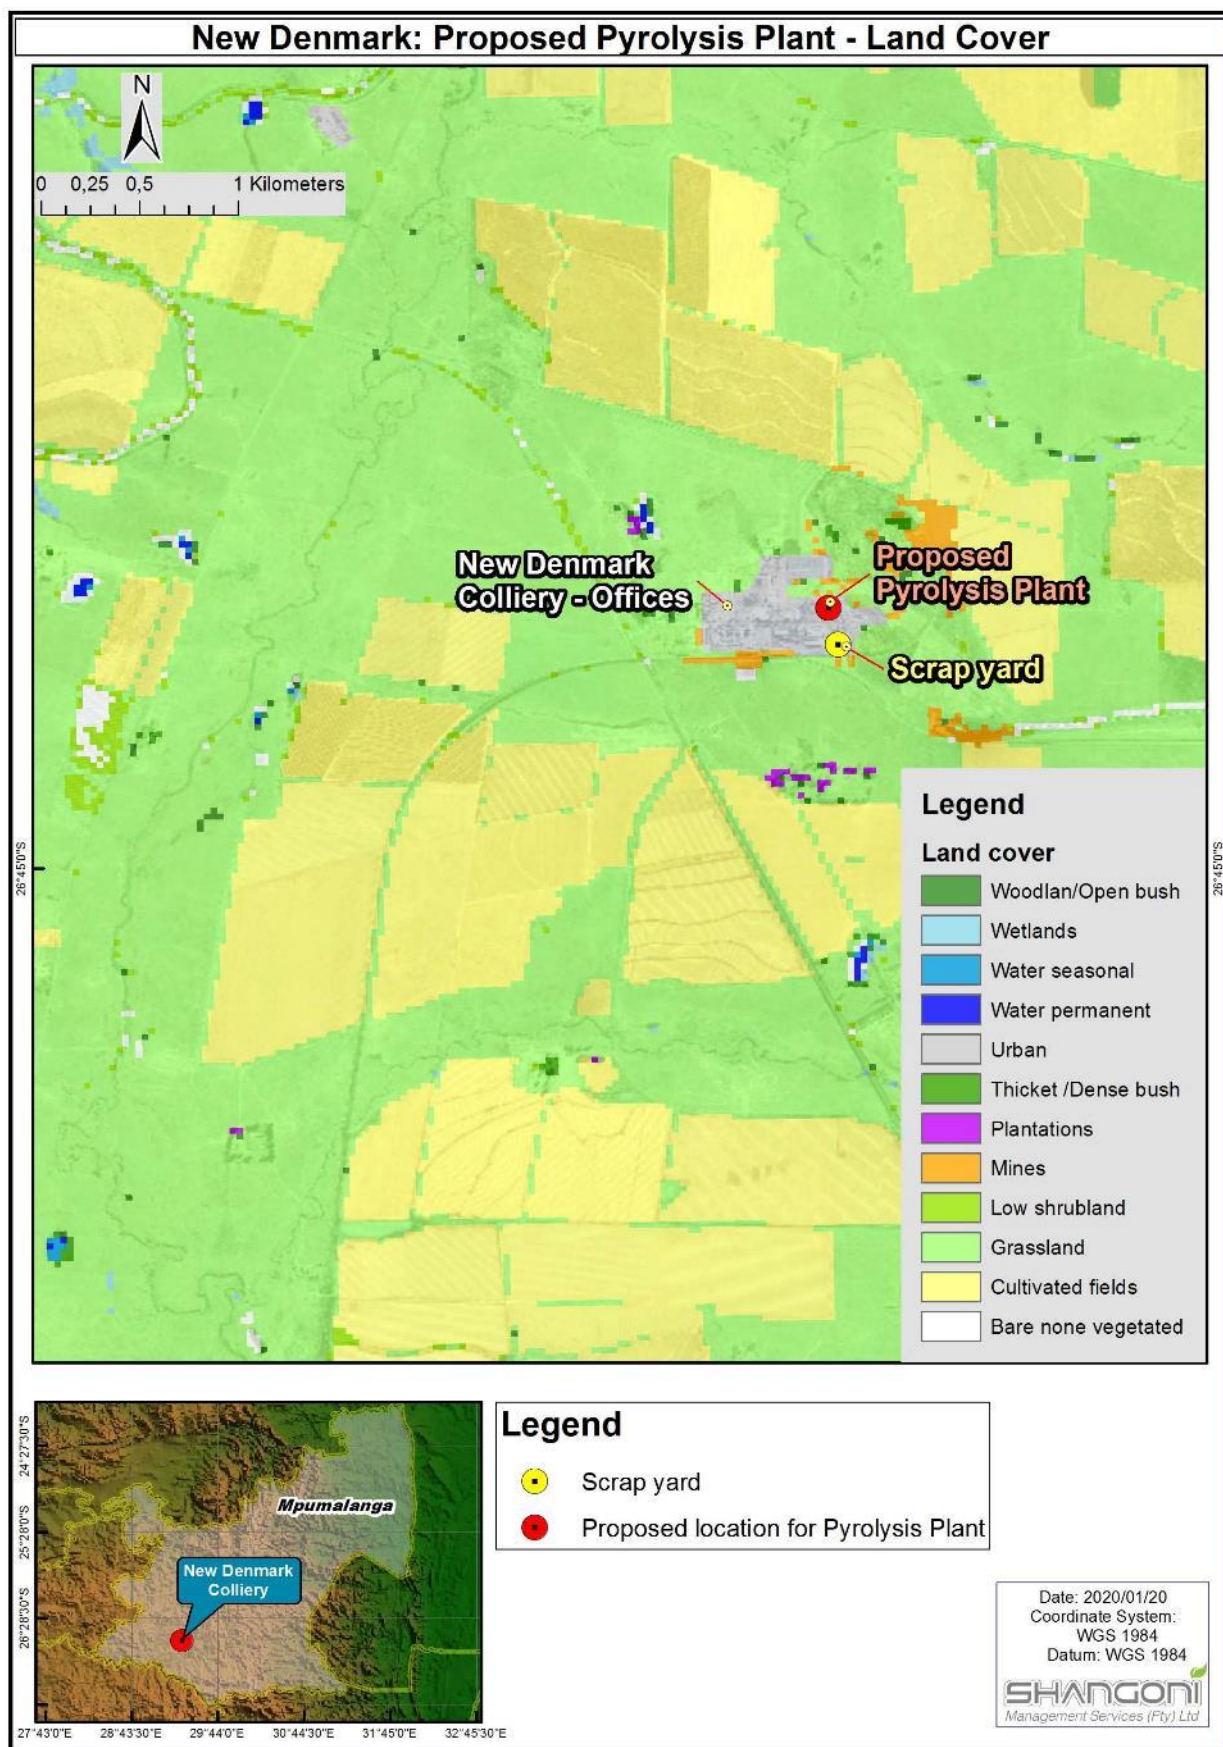 New Denmark: Proposed Pyrolysis Plant - Land Cover
N
0 0,25 0,5 1 Kilometers
New Denmark
Colliery - Offices
Proposed
Pyrolysis Plant
Scrap yard
26°45'0"S
26°45'0"S
Legend
Land cover
Woodlan/Open bush
Wetlands
Water seasonal
Water permanent
Urban
Thicket /Dense bush
Plantations
Mines
Low shrubland
Grassland
Cultivated fields
Bare none vegetated
24°27'30"S
25°28'0"S
26°28'30"S
Mpumalanga
New Denmark
Colliery
27°43'0"E 28°43'30"E 29°44'0"E 30°44'30"E 31°45'0"E 32°45'30"E
Legend
Scrap yard
Proposed location for Pyrolysis Plant
Date: 2020/01/20
Coordinate System:
WGS 1984
Datum: WGS 1984
SHANGONI
Management Services (Pty) Ltd